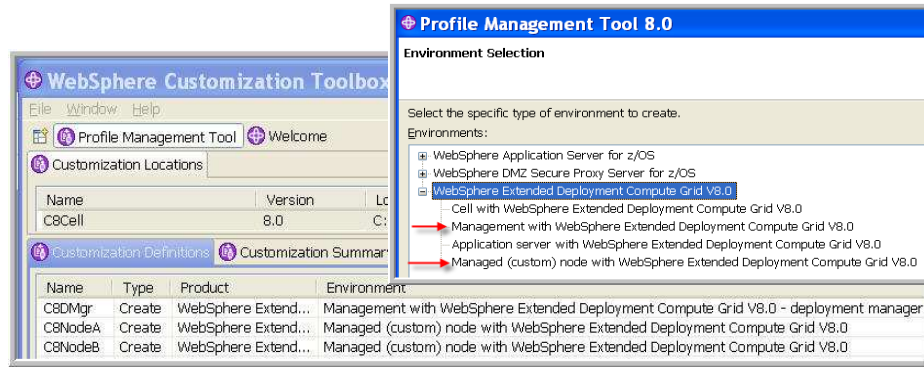 Profile Management Tool 8.0
Environment Selection
Select the specific type of environment to create.
Environments:
WebSphere Application Server for z/OS
WebSphere DMZ Secure Proxy Server for z/OS
WebSphere Extended Deployment Compute Grid V8.0
Cell with WebSphere Extended Deployment Compute Grid V8.0
Management with WebSphere Extended Deployment Compute Grid V8.0
Application server with WebSphere Extended Deployment Compute Grid V8.0
Managed (custom) node with WebSphere Extended Deployment Compute Grid V8.0
WebSphere Customization Toolbox
File Window Help
Profile Management Tool Welcome
Customization Locations
Name Version Lo
C8Cell 8.0 C:
Customization Definitions Customization Summar
Name Type Product Environment
C8DMgr Create WebSphere Extend... Management with WebSphere Extended Deployment Compute Grid V8.0 - deployment manager
C8NodeA Create WebSphere Extend... Managed (custom) node with WebSphere Extended Deployment Compute Grid V8.0
C8NodeB Create WebSphere Extend... Managed (custom) node with WebSphere Extended Deployment Compute Grid V8.0